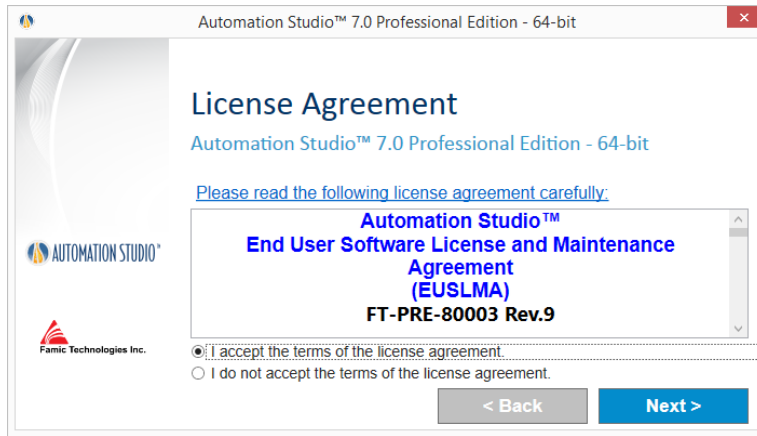 Automation Studio™ 7.0 Professional Edition - 64-bit
License Agreement
Automation Studio™ 7.0 Professional Edition - 64-bit
Please read the following license agreement carefully:
Automation Studio™
End User Software License and Maintenance
Agreement
(EUSLMA)
FT-PRE-80003 Rev.9
AUTOMATION STUDIO™
Famic Technologies Inc.
I accept the terms of the license agreement.
I do not accept the terms of the license agreement.
< Back
Next >